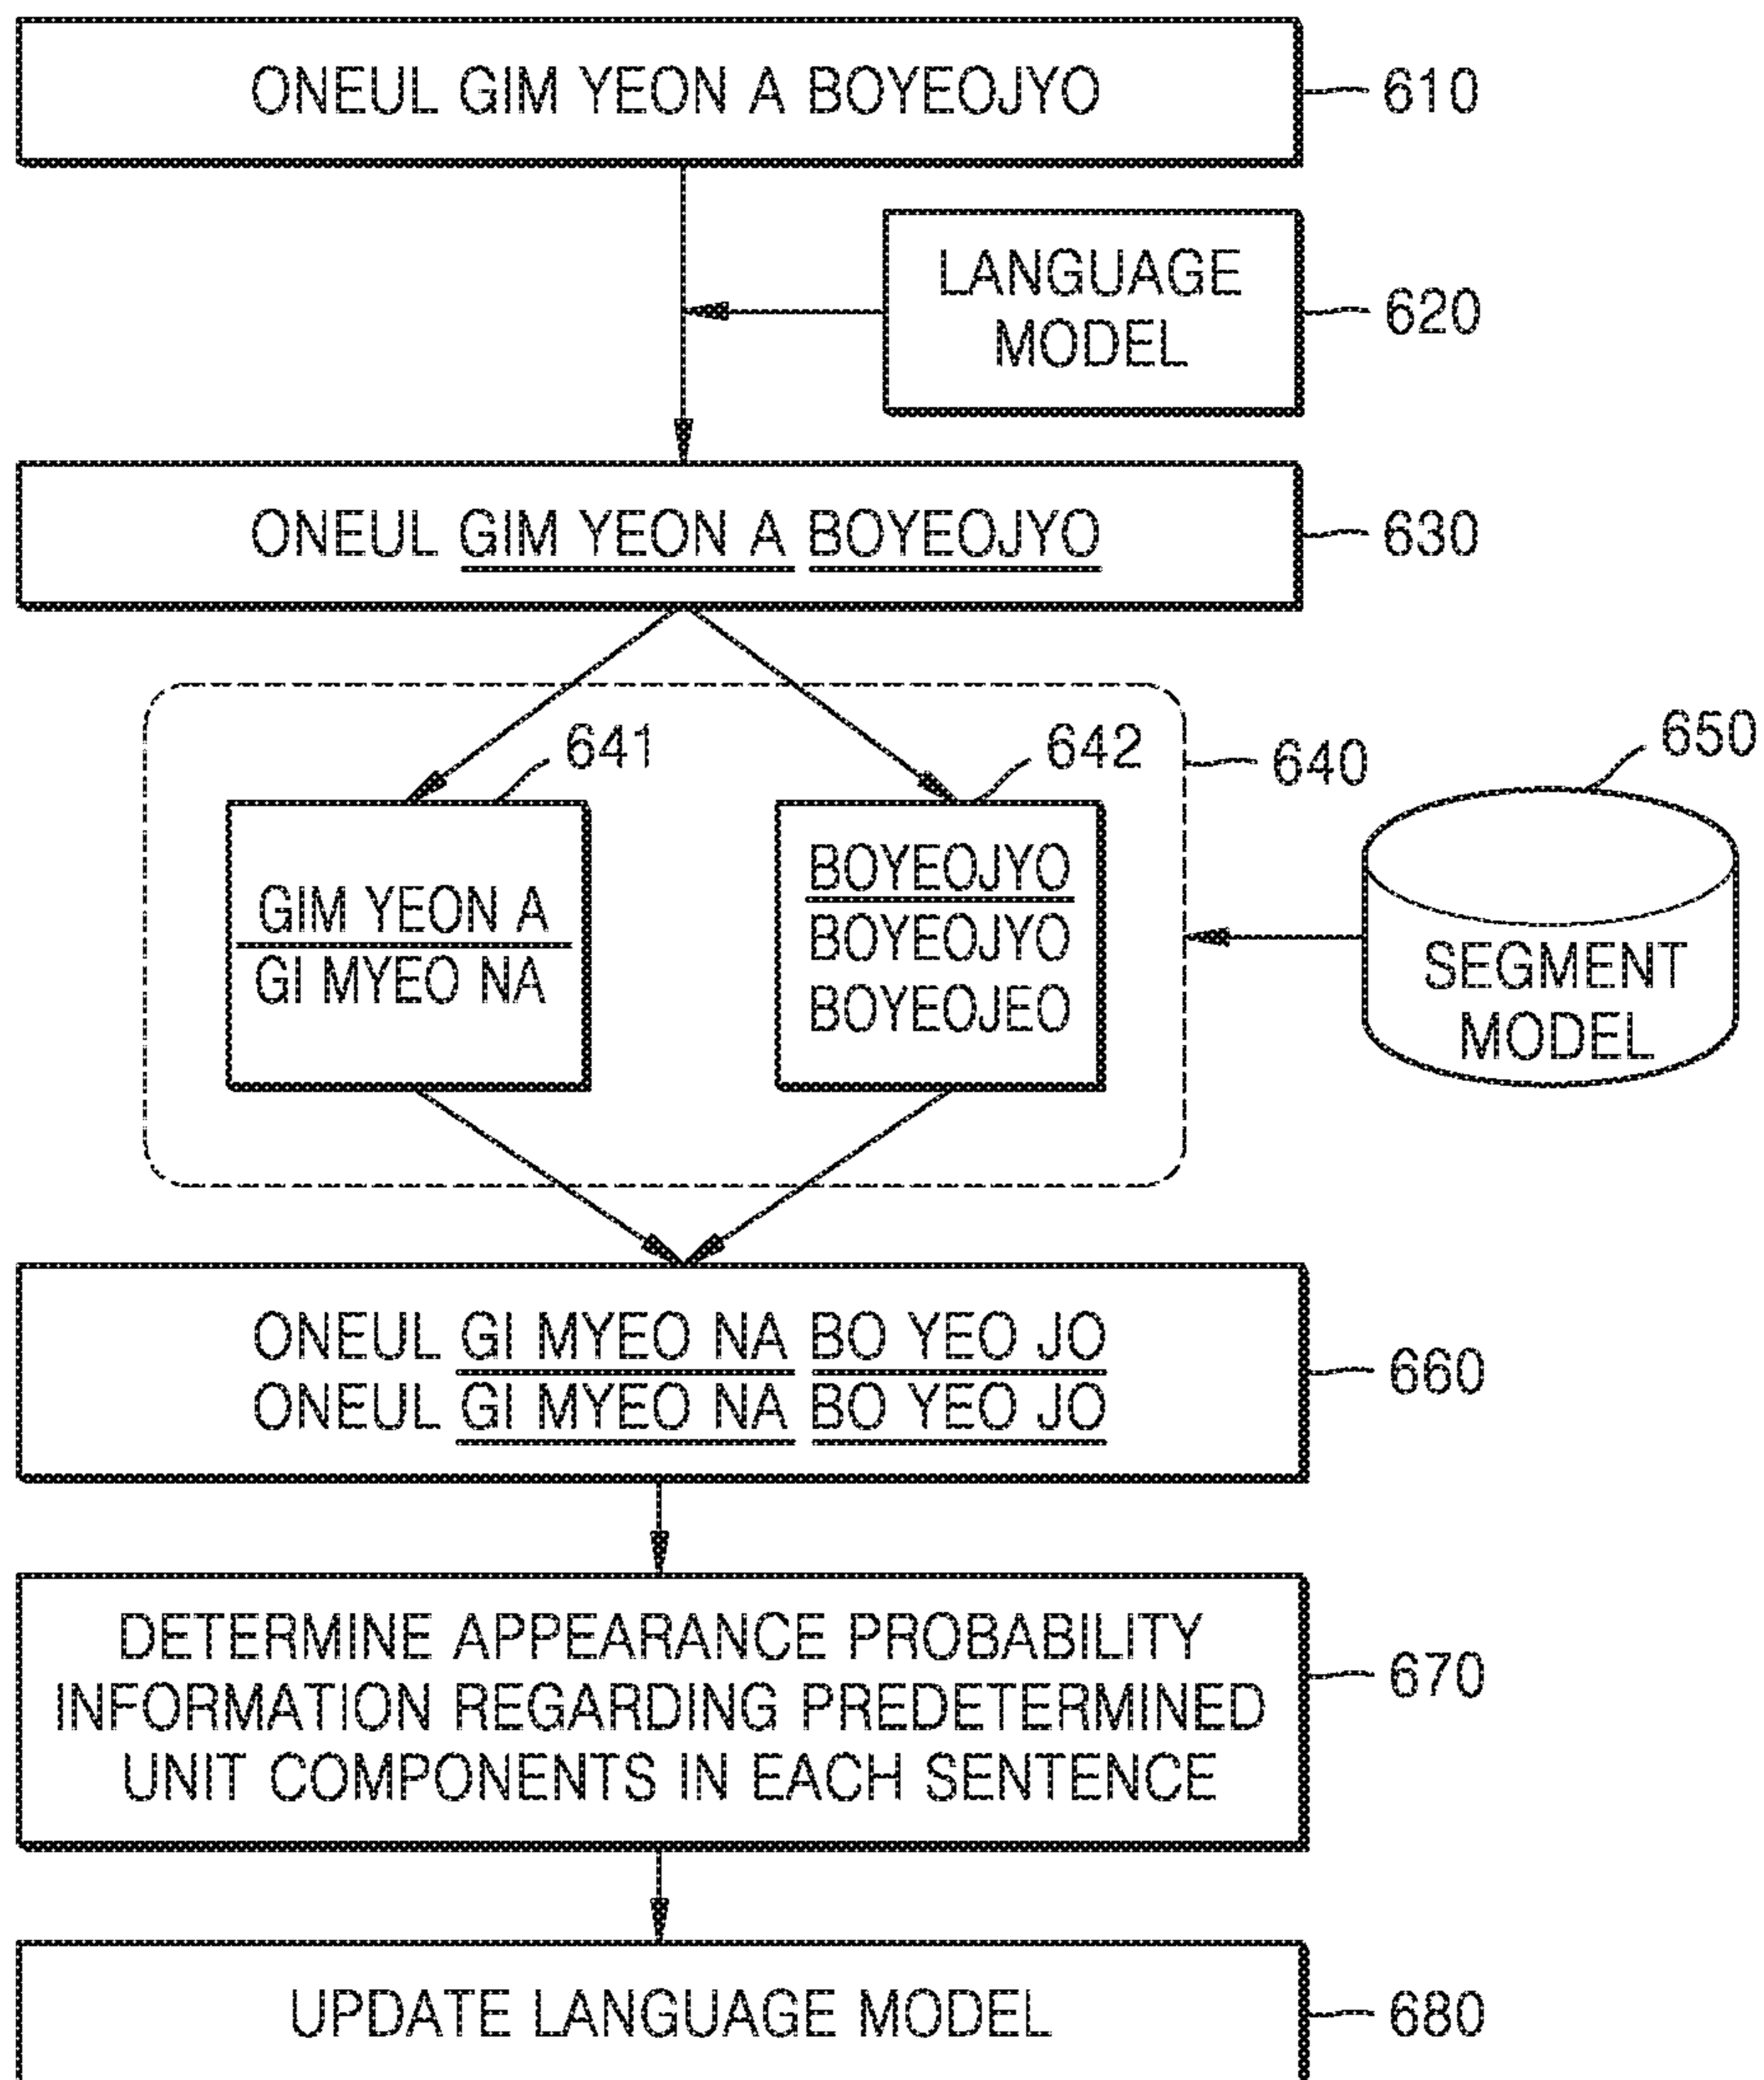 ONEUL GIM YEON A BOYEOJYO
610
LANGUAGE
MODEL
620
ONEUL GIM YEON A BOYEOJYO
630
641
642
640
650
GIM YEON A
GI MYEO NA
BOYEOJYO
BOYEOJYO
BOYEOJEO
SEGMENT
MODEL
ONEUL GI MYEO NA BO YEO JO
ONEUL GI MYEO NA BO YEO JO
660
DETERMINE APPEARANCE PROBABILITY
INFORMATION REGARDING PREDETERMINED
UNIT COMPONENTS IN EACH SENTENCE
670
UPDATE LANGUAGE MODEL
680